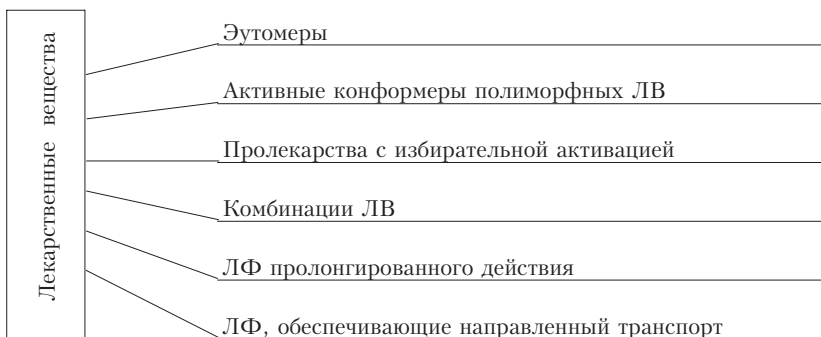 Лекарственные вещества
Эутомеры
Активные конформеры полиморфных ЛВ
Пролекарства с избирательной активацией
Комбинации ЛВ
ЛФ пролонгированного действия
ЛФ, обеспечивающие направленный транспорт